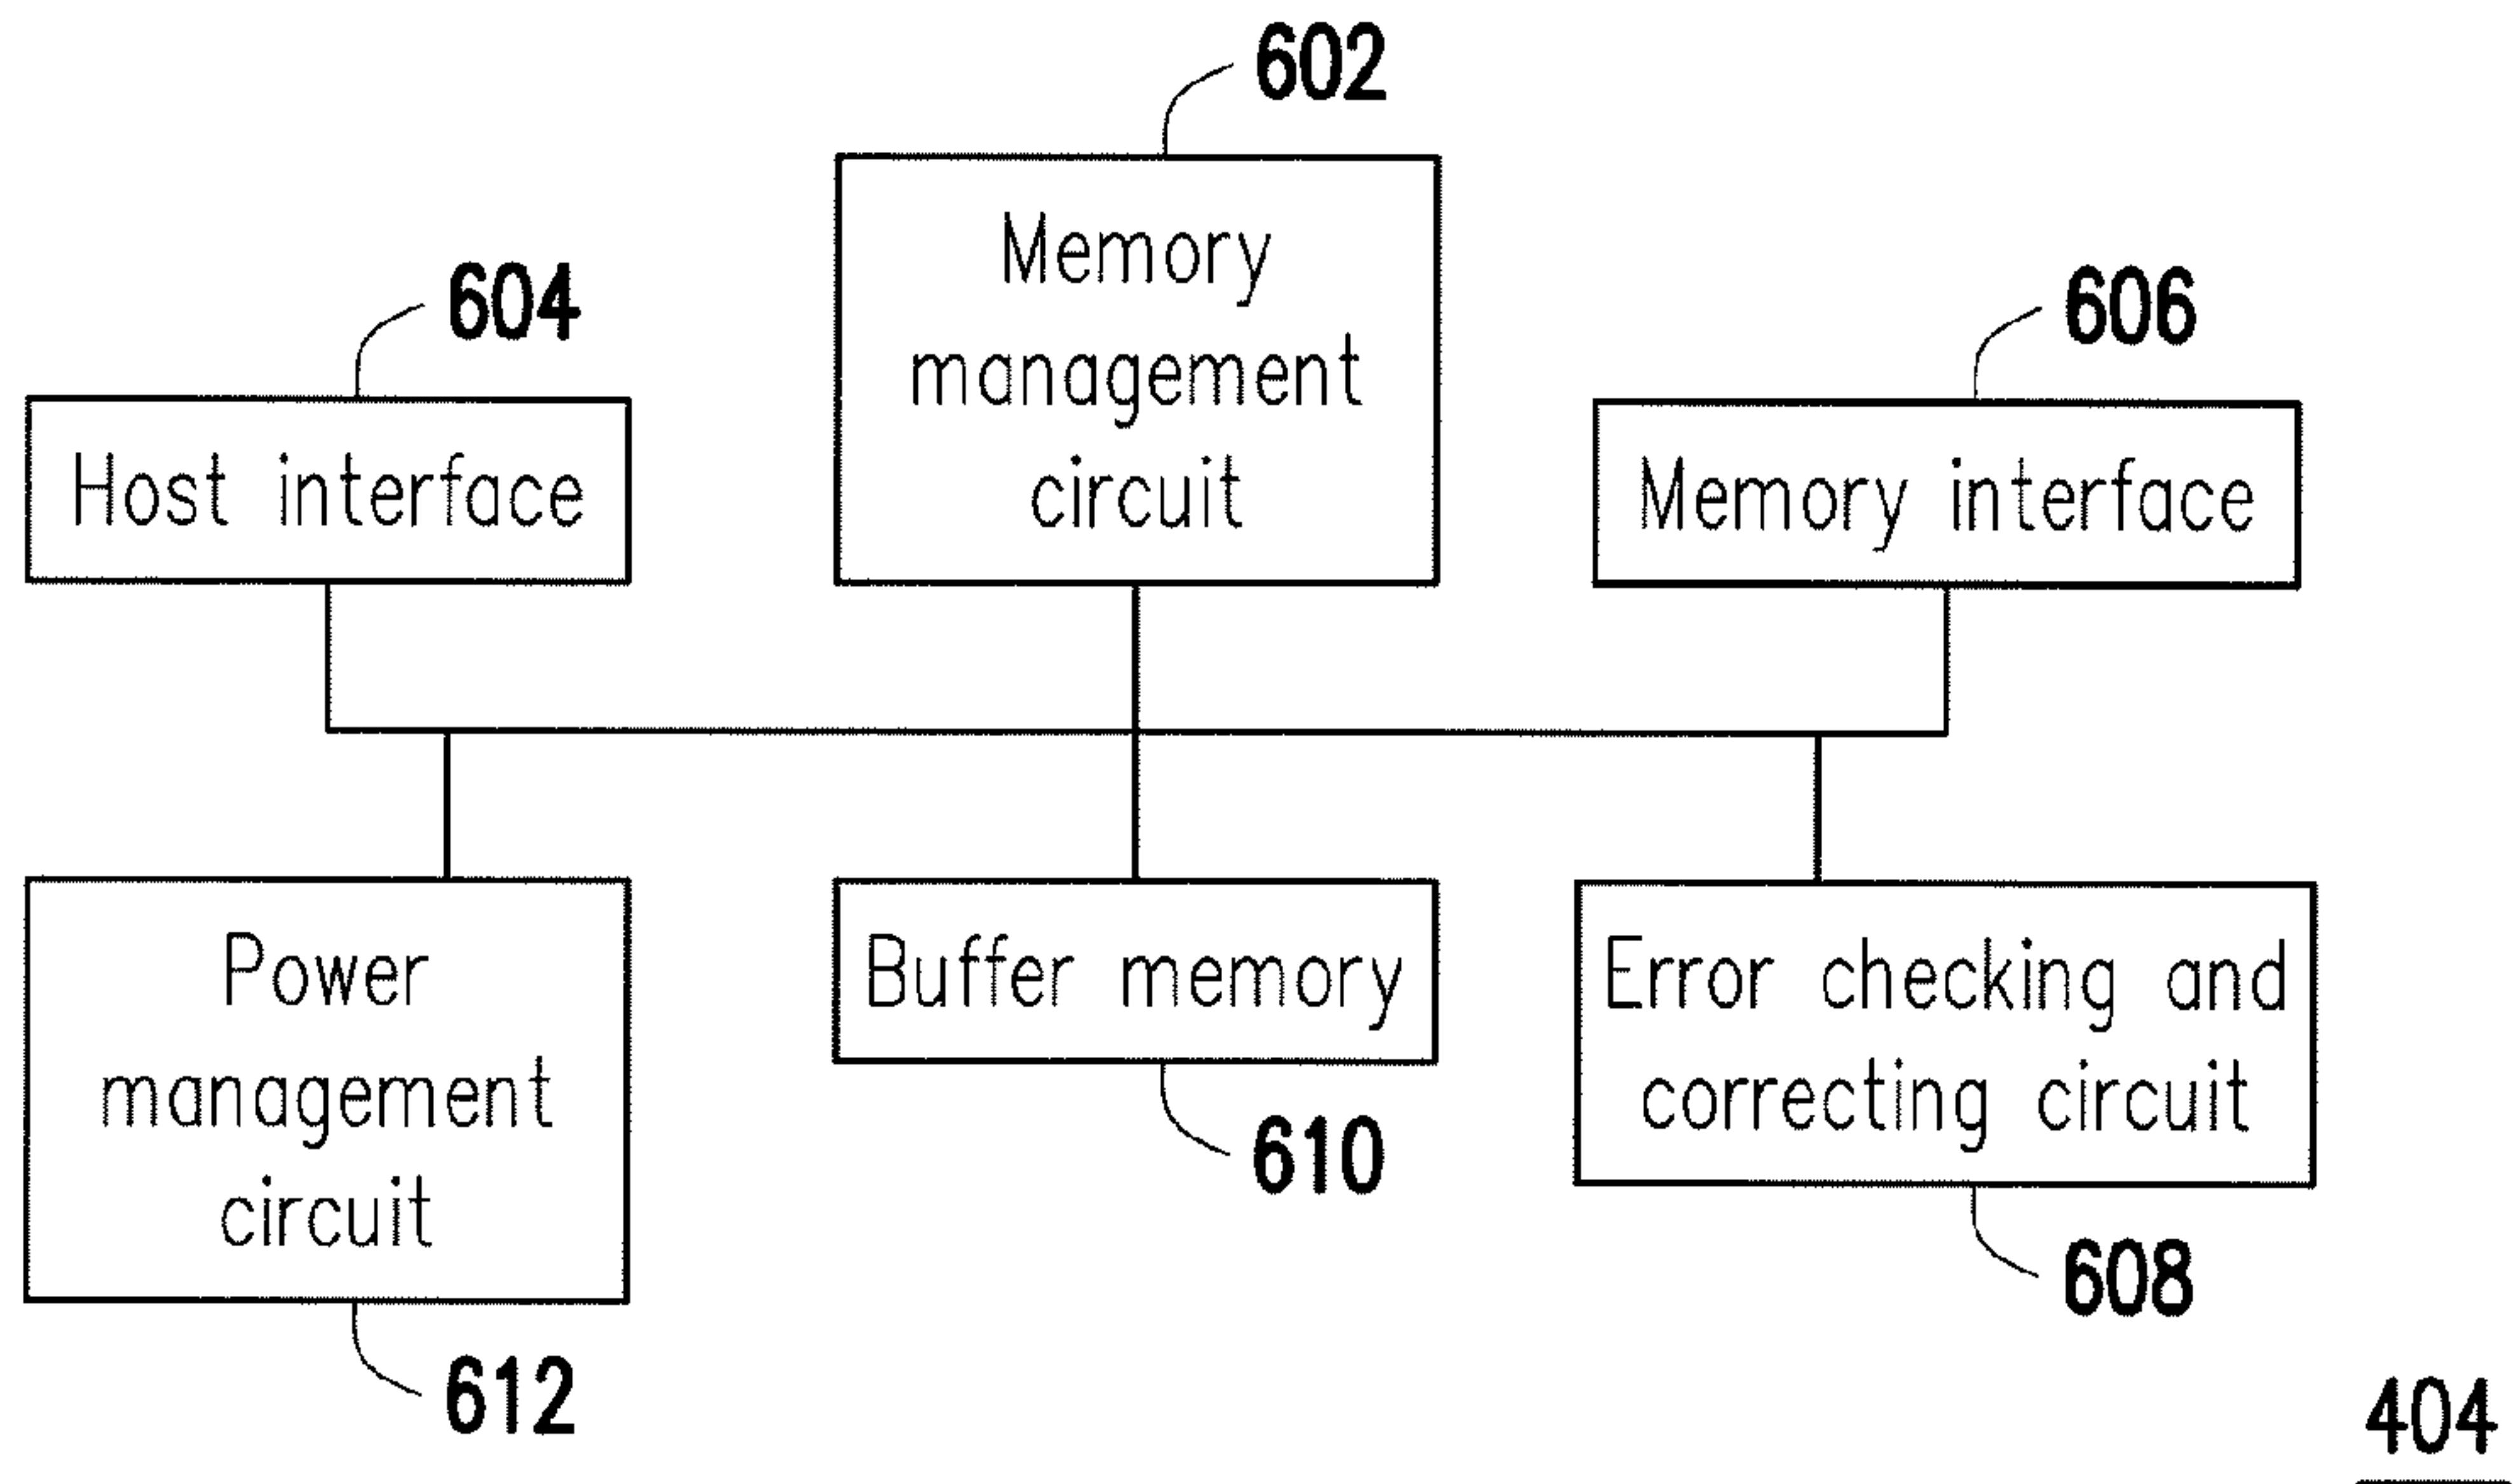 602
Memory
management
circuit
604
Host interface
606
Memory interface
Power
management
circuit
612
Buffer memory
610
Error checking and
correcting circuit
608
404